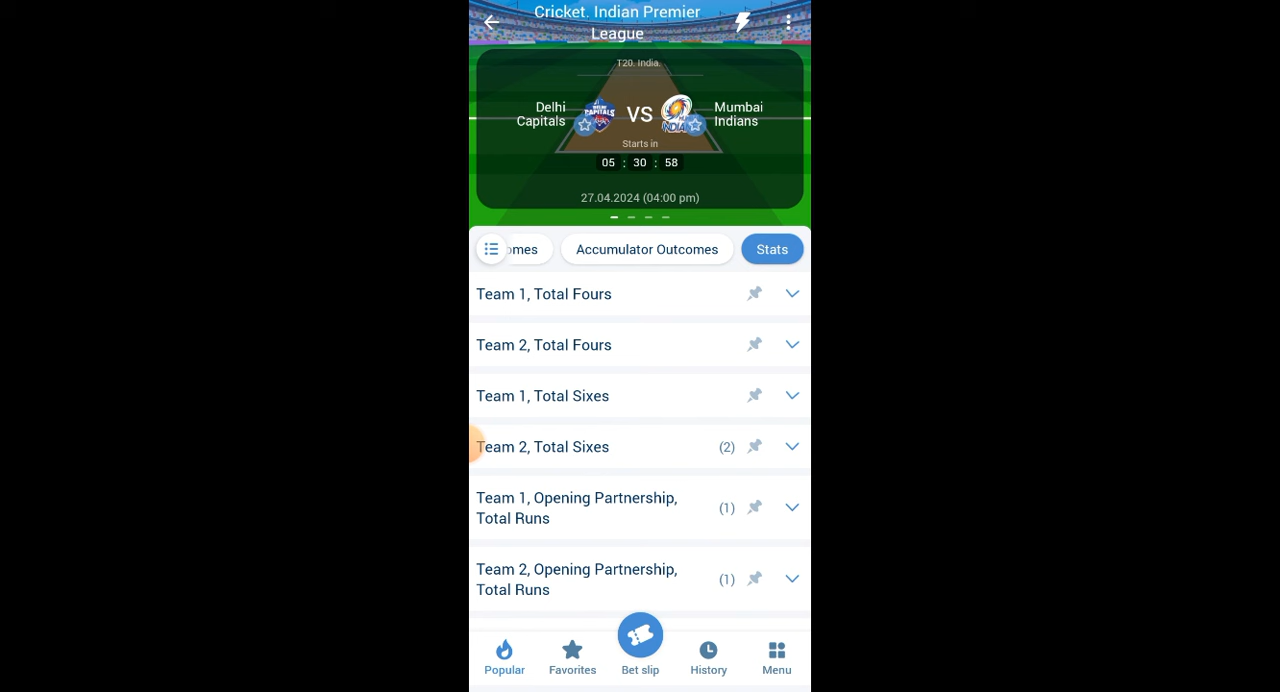 Cricket. Indian Premier
League
T20. India.
Delhi
Capitals
VS
Mumbai
Indians
Starts in
05 : 30 : 58
27.04.2024 (04:00 pm)
omes
Accumulator Outcomes
Stats
Team 1, Total Fours
Team 2, Total Fours
Team 1, Total Sixes
Team 2, Total Sixes (2)
Team 1, Opening Partnership,
Total Runs (1)
Team 2, Opening Partnership,
Total Runs (1)
Popular
Favorites
Bet slip
History
Menu